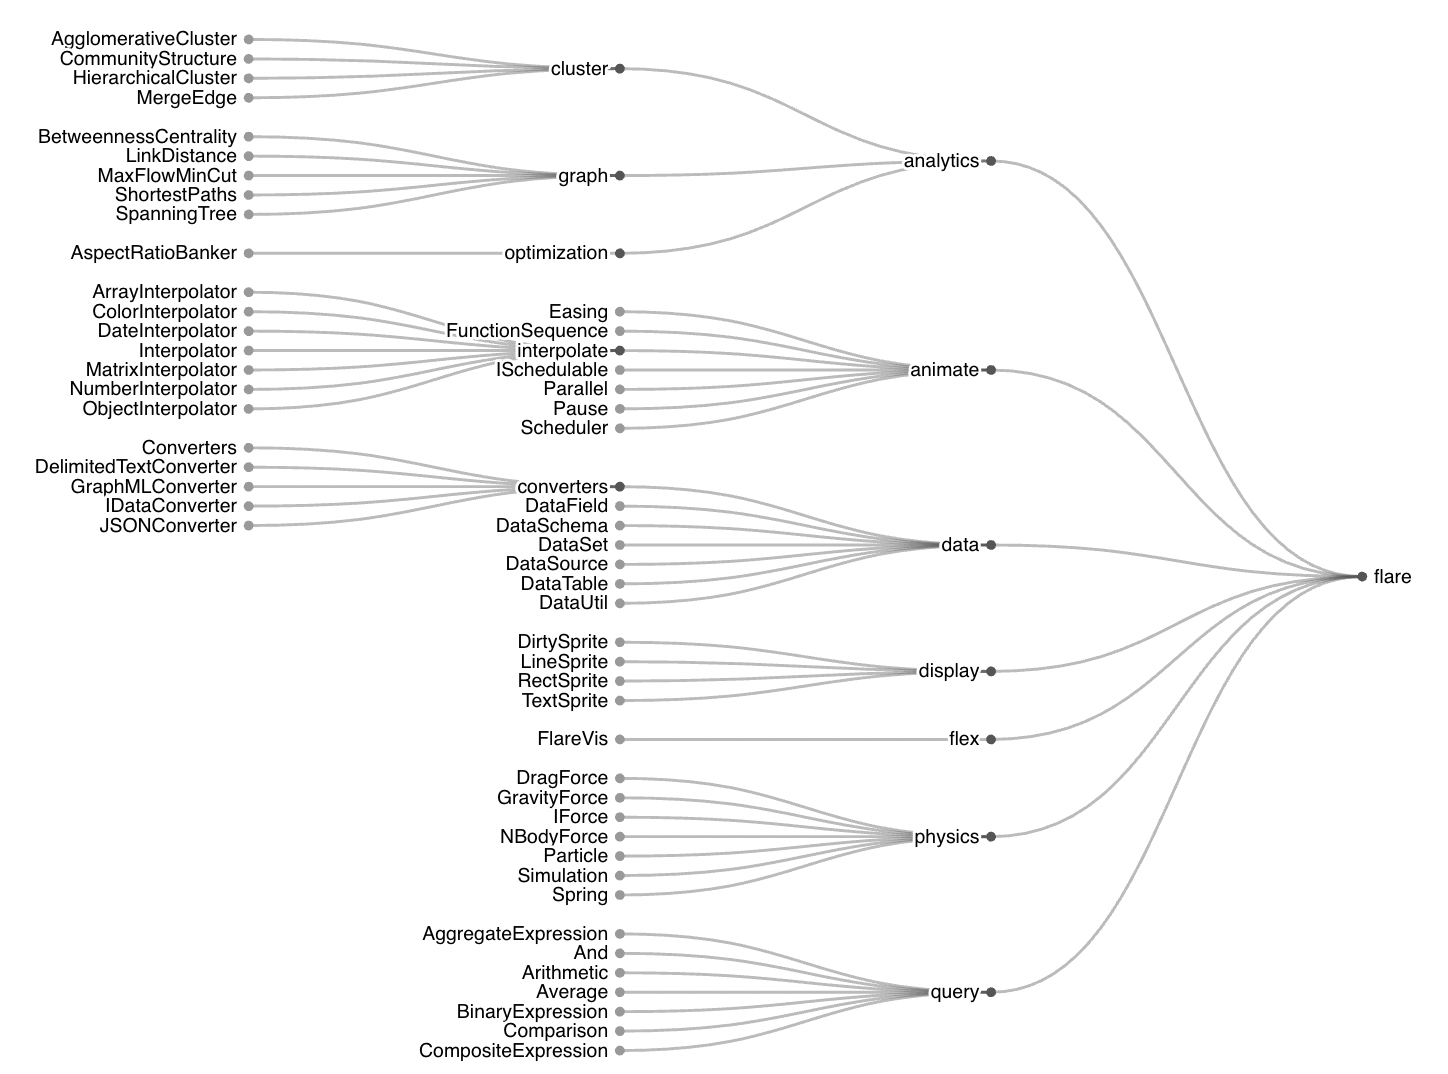 AgglomerativeCluster
CommunityStructure
HierarchicalCluster
MergeEdge
cluster
BetweennessCentrality
LinkDistance
MaxFlowMinCut
ShortestPaths
SpanningTree
graph
AspectRatioBanker
optimization
analytics
ArrayInterpolator
ColorInterpolator
DateInterpolator
Interpolator
MatrixInterpolator
NumberInterpolator
ObjectInterpolator
Easing
FunctionSequence
interpolate
ISchedulable
Parallel
Pause
Scheduler
animate
Converters
DelimitedTextConverter
GraphMLConverter
IDataConverter
JSONConverter
converters
DataField
DataSchema
DataSet
DataSource
DataTable
DataUtil
data
DirtySprite
LineSprite
RectSprite
TextSprite
display
FlareVis
flex
DragForce
GravityForce
IForce
NBodyForce
Particle
Simulation
Spring
physics
AggregateExpression
And
Arithmetic
Average
BinaryExpression
Comparison
CompositeExpression
query
flare